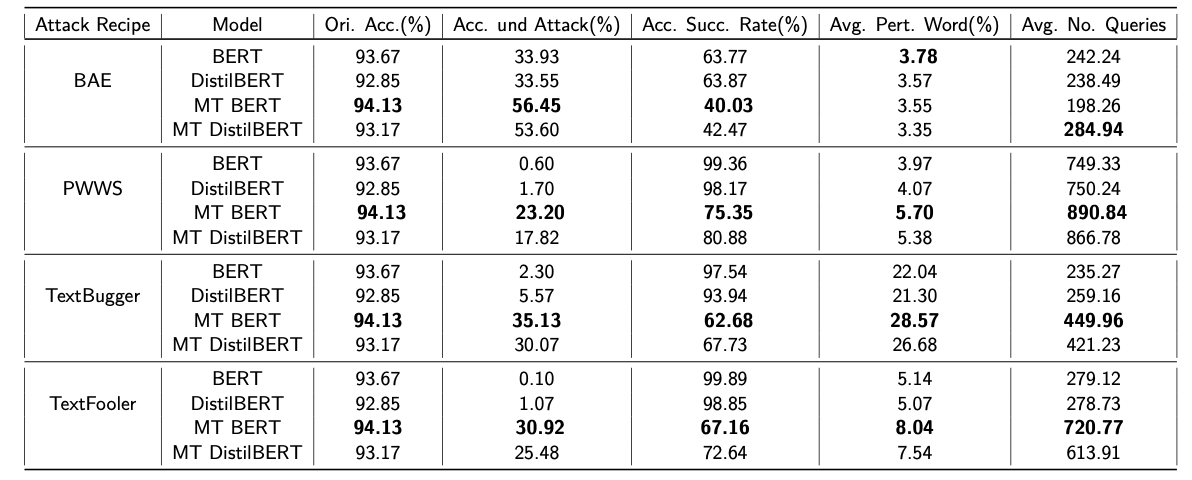 Attack Recipe Model Ori. Acc.(%) Acc. und Attack(%) Acc. Succ. Rate(%) Avg. Pert. Word(%) Avg. No. Queries
BERT 93.67 33.93 63.77 3.78 242.24
BAE DistilBERT 92.85 33.55 63.87 3.57 238.49
MT BERT 94.13 56.45 40.03 3.55 198.26
MT DistilBERT 93.17 53.60 42.47 3.35 284.94
BERT 93.67 0.60 99.36 3.97 749.33
PWWS DistilBERT 92.85 1.70 98.17 4.07 750.24
MT BERT 94.13 23.20 75.35 5.70 890.84
MT DistilBERT 93.17 17.82 80.88 5.38 866.78
BERT 93.67 2.30 97.54 22.04 235.27
TextBugger DistilBERT 92.85 5.57 93.94 21.30 259.16
MT BERT 94.13 35.13 62.68 28.57 449.96
MT DistilBERT 93.17 30.07 67.73 26.68 421.23
BERT 93.67 0.10 99.89 5.14 279.12
TextFooler DistilBERT 92.85 1.07 98.85 5.07 278.73
MT BERT 94.13 30.92 67.16 8.04 720.77
MT DistilBERT 93.17 25.48 72.64 7.54 613.91